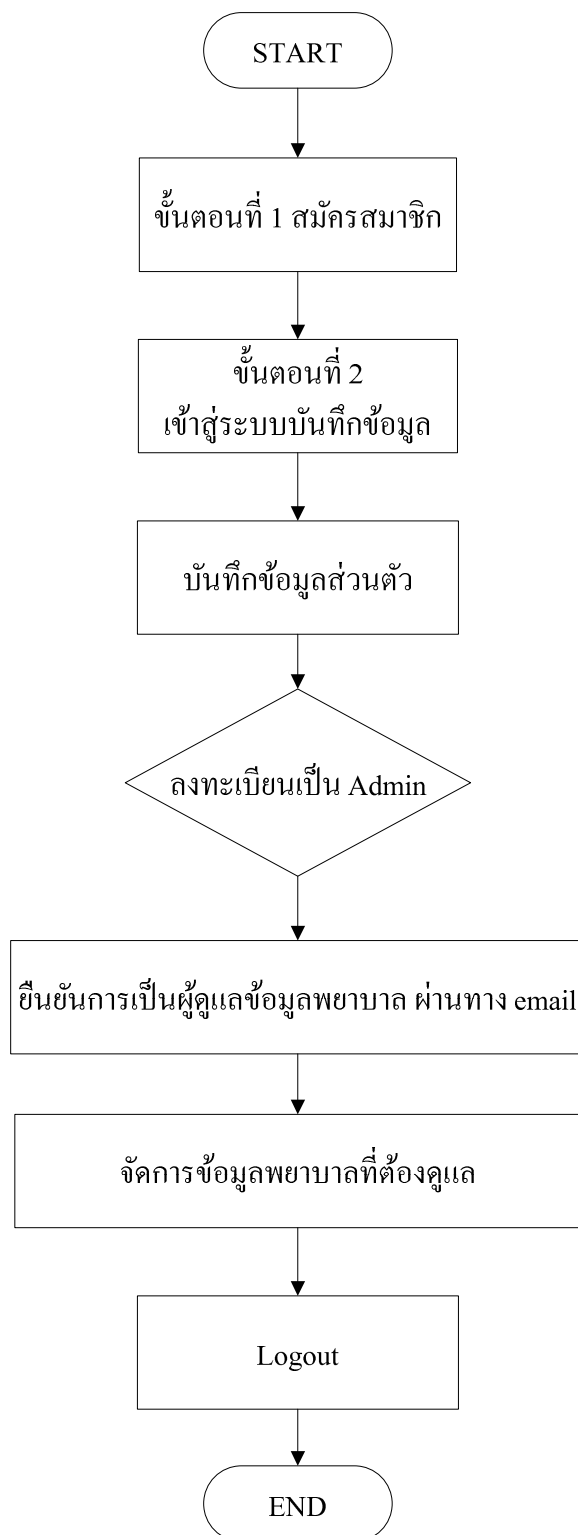 START
ขั้นตอนที่ 1 สมัครสมาชิก
ขั้นตอนที่ 2
เข้าสู่ระบบบันทึกข้อมูล
บันทึกข้อมูลส่วนตัว
ลงทะเบียนเป็น Admin
ยืนยันการเป็นผู้ดูแลข้อมูลพยาบาล ผ่านทาง email
จัดการข้อมูลพยาบาลที่ต้องดูแล
Logout
END